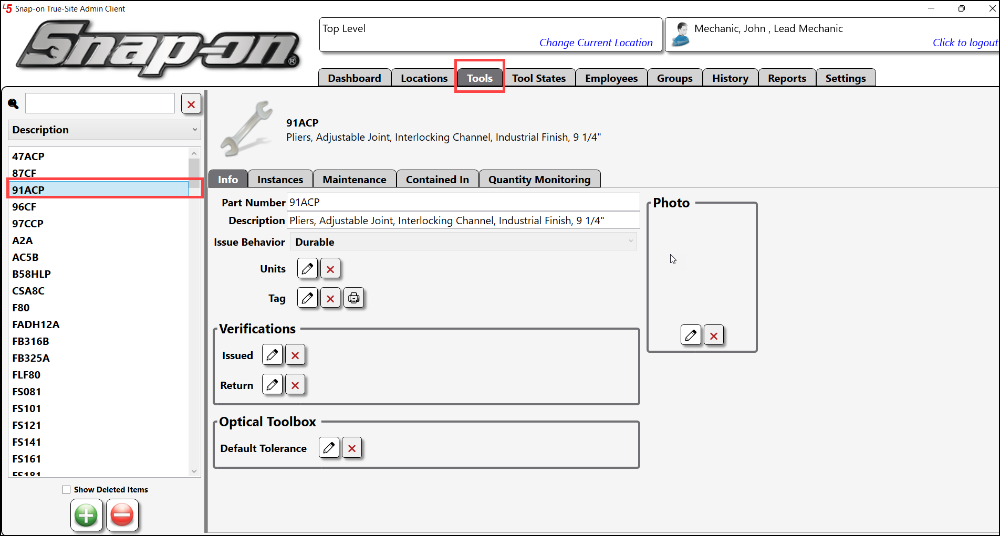 L5 Snap-on True-Site Admin Client
Snap-on®
Top Level
Change Current Location
Mechanic, John , Lead Mechanic
Click to logout
Dashboard Locations Tools Tool States Employees Groups History Reports Settings
Description
47ACP
87CF
91ACP
96CF
97CCP
A2A
AC5B
B58HLP
CSA8C
F80
FADH12A
FB316B
FB325A
FLF80
FS081
FS101
FS121
FS141
FS161
FS181
Show Deleted Items
91ACP
Pliers, Adjustable Joint, Interlocking Channel, Industrial Finish, 9 1/4"
Info Instances Maintenance Contained In Quantity Monitoring
Part Number 91ACP
Description Pliers, Adjustable Joint, Interlocking Channel, Industrial Finish, 9 1/4"
Issue Behavior Durable
Units
Tag
Verifications
Issued
Return
Optical Toolbox
Default Tolerance
Photo